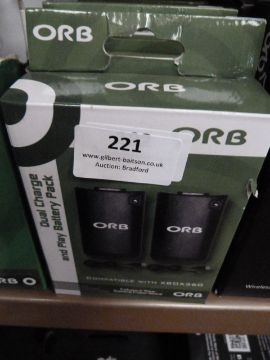 ORB
ORB
221
www.gilbert-baitson.co.uk
Auction: Bradford
Dual Charge
and Play Battery Pack
ORB
ORB
COMPATIBLE WITH XBOX360
ORB
ORB
Wireless